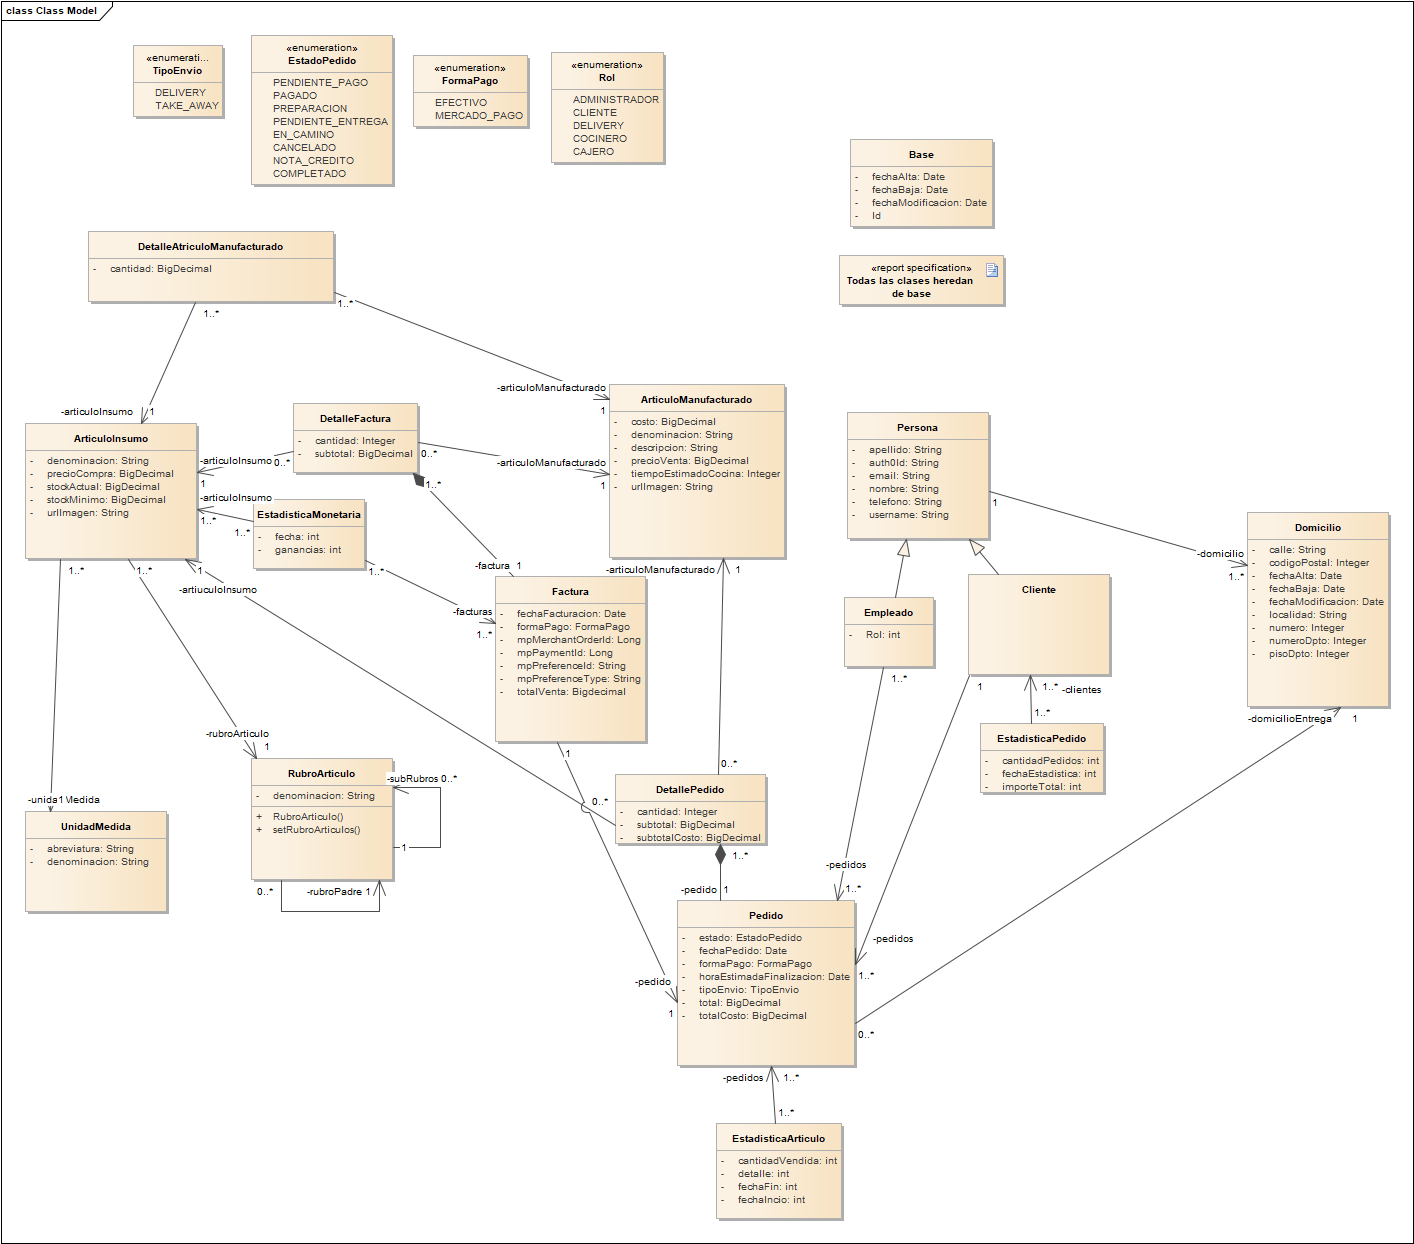 class Class Model
«enumerati...
TipoEnvio
DELIVERY
TAKE_AWAY
«enumeration»
EstadoPedido
PENDIENTE_PAGO
PAGADO
PREPARACION
PENDIENTE_ENTREGA
EN_CAMINO
CANCELADO
NOTA_CREDITO
COMPLETADO
«enumeration»
FormaPago
EFECTIVO
MERCADO_PAGO
«enumeration»
Rol
ADMINISTRADOR
CLIENTE
DELIVERY
COCINERO
CAJERO
Base
- fechaAlta: Date
- fechaBaja: Date
- fechaModificacion: Date
- Id
«report specification»
Todas las clases heredan
de base
DetalleAtriculoManufacturado
- cantidad: BigDecimal
1..*
1..*
-articuloInsumo 1
-articuloManufacturado
1
ArticuloInsumo
- denominacion: String
- precioCompra: BigDecimal
- stockActual: BigDecimal
- stockMinimo: BigDecimal
- urlImagen: String
DetalleFactura
- cantidad: Integer
- subtotal: BigDecimal
-articuloInsumo 0..*
1
0..*
-articuloManufacturado
1
1..*
-factura 1
ArticuloManufacturado
- costo: BigDecimal
- denominacion: String
- descripcion: String
- precioVenta: BigDecimal
- tiempoEstimadoCocina: Integer
- urlImagen: String
Persona
- apellido: String
- auth0Id: String
- email: String
- nombre: String
- telefono: String
- username: String
1
-domicilio
1..*
Domicilio
- calle: String
- codigoPostal: Integer
- fechaAlta: Date
- fechaBaja: Date
- fechaModificacion: Date
- localidad: String
- numero: Integer
- numeroDpto: Integer
- pisoDpto: Integer
-articuloInsumo
1..*
1..*
EstadisticaMonetaria
- fecha: int
- ganancias: int
1..*
-facturas
1..*
1..*
1..*
1
-artiuculoInsumo
Factura
- fechaFacturacion: Date
- formaPago: FormaPago
- mpMerchantOrderId: Long
- mpPaymentId: Long
- mpPreferenceId: String
- mpPreferenceType: String
- totalVenta: Bigdecimal
1
-articuloManufacturado 1
0..*
Empleado
- Rol: int
1..*
Cliente
1
1..* -clientes
1..*
EstadisticaPedido
- cantidadPedidos: int
- fechaEstadistica: int
- importeTotal: int
-domicilioEntrega 1
-rubroArticulo
1
RubroArticulo
- denominacion: String
+ RubroArticulo()
+ setRubroArticulos()
-subRubros 0..*
1
0..*
-rubroPadre 1
-unida1Medida
UnidadMedida
- abreviatura: String
- denominacion: String
0..*
DetallePedido
- cantidad: Integer
- subtotal: BigDecimal
- subtotalCosto: BigDecimal
1..*
-pedido 1
-pedidos
1..*
-pedidos
1..*
-pedido
1
Pedido
- estado: EstadoPedido
- fechaPedido: Date
- formaPago: FormaPago
- horaEstimadaFinalizacion: Date
- tipoEnvio: TipoEnvio
- total: BigDecimal
- totalCosto: BigDecimal
0..*
-pedidos 1..*
1..*
EstadisticaArticulo
- cantidadVendida: int
- detalle: int
- fechaFin: int
- fechaIncio: int